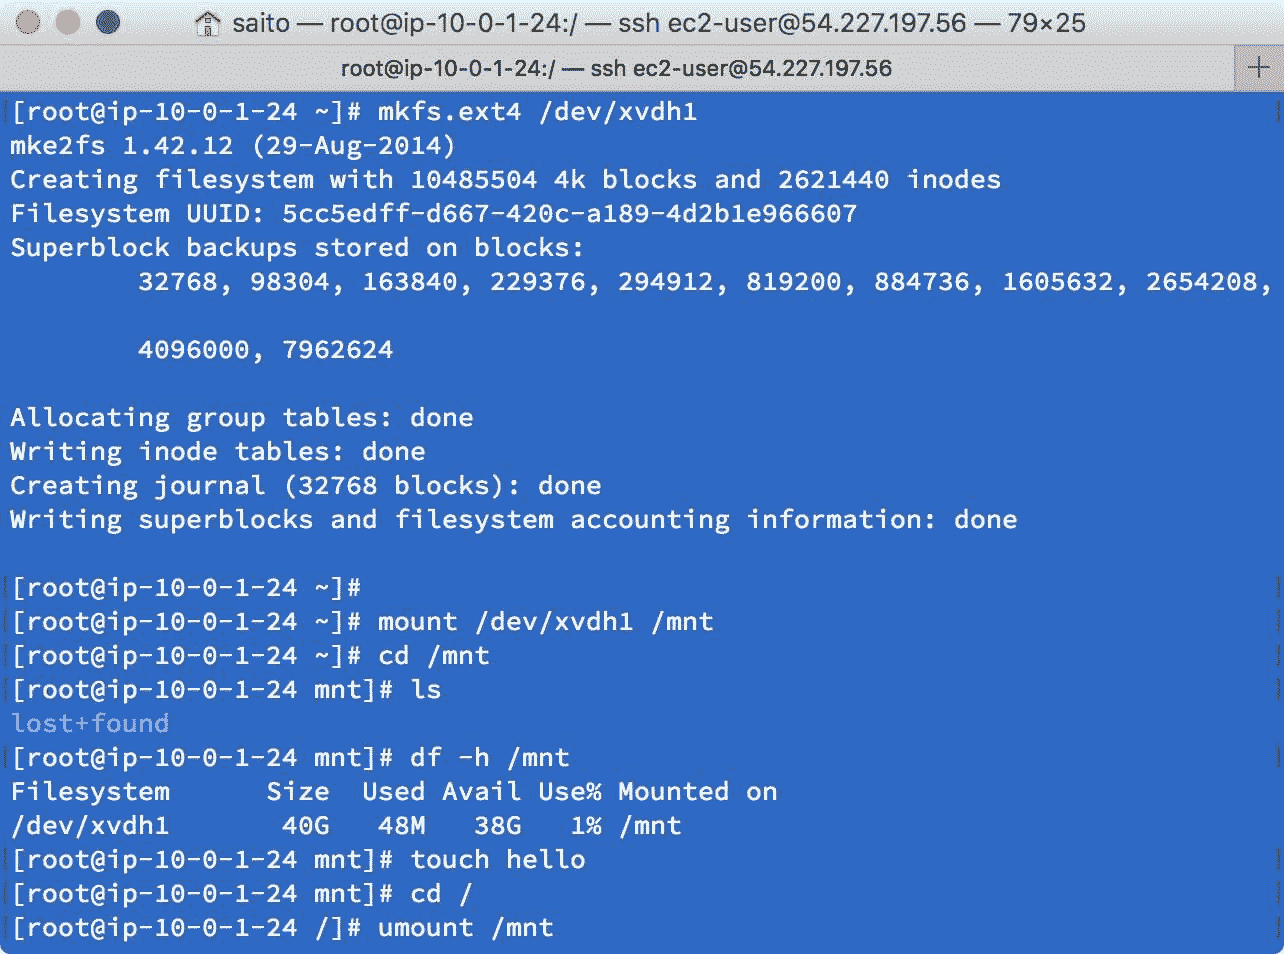 saito — root@ip-10-0-1-24:/ — ssh ec2-user@54.227.197.56 — 79×25
root@ip-10-0-1-24:/ — ssh ec2-user@54.227.197.56
[root@ip-10-0-1-24 ~]# mkfs.ext4 /dev/xvdh1
mke2fs 1.42.12 (29-Aug-2014)
Creating filesystem with 10485504 4k blocks and 2621440 inodes
Filesystem UUID: 5cc5edff-d667-420c-a189-4d2b1e966607
Superblock backups stored on blocks:
32768, 98304, 163840, 229376, 294912, 819200, 884736, 1605632, 2654208,
4096000, 7962624
Allocating group tables: done
Writing inode tables: done
Creating journal (32768 blocks): done
Writing superblocks and filesystem accounting information: done
[root@ip-10-0-1-24 ~]#
[root@ip-10-0-1-24 ~]# mount /dev/xvdh1 /mnt
[root@ip-10-0-1-24 ~]# cd /mnt
[root@ip-10-0-1-24 mnt]# ls
lost+found
[root@ip-10-0-1-24 mnt]# df -h /mnt
Filesystem      Size  Used Avail Use% Mounted on
/dev/xvdh1       40G   48M   38G   1% /mnt
[root@ip-10-0-1-24 mnt]# touch hello
[root@ip-10-0-1-24 mnt]# cd /
[root@ip-10-0-1-24 /]# umount /mnt